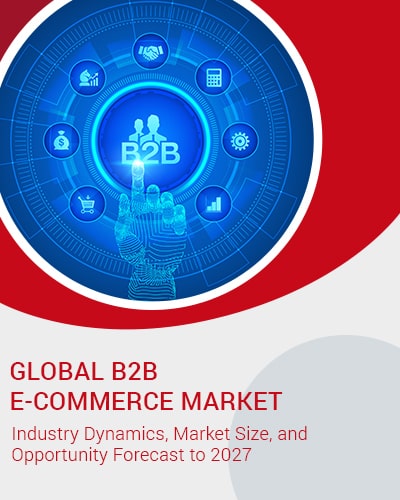 B2B
$
GLOBAL B2B
E-COMMERCE MARKET
Industry Dynamics, Market Size, and
Opportunity Forecast to 2027